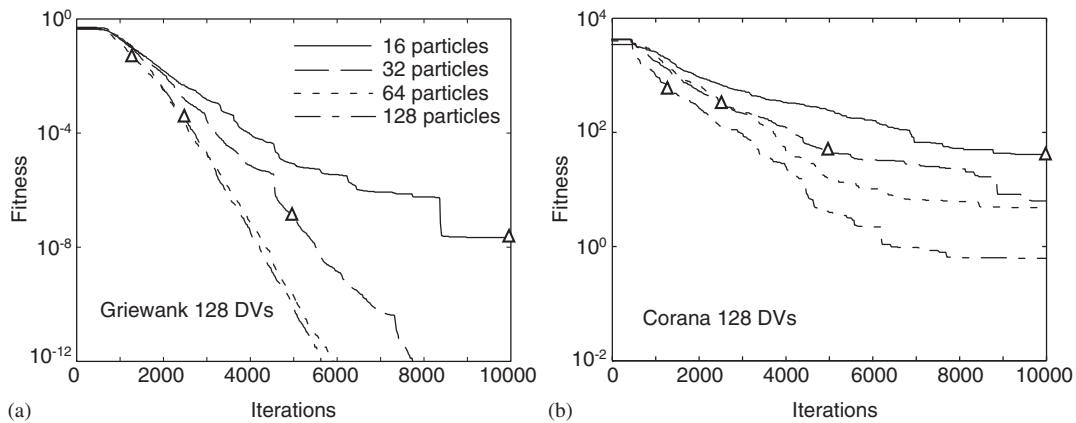 10^0
10^-4
10^-8
10^-12
Fitness
16 particles
32 particles
64 particles
128 particles
Griewank 128 DVs
0 2000 4000 6000 8000 10000
Iterations
(a)
10^4
10^2
10^0
10^-2
Fitness
Corana 128 DVs
0 2000 4000 6000 8000 10000
Iterations
(b)